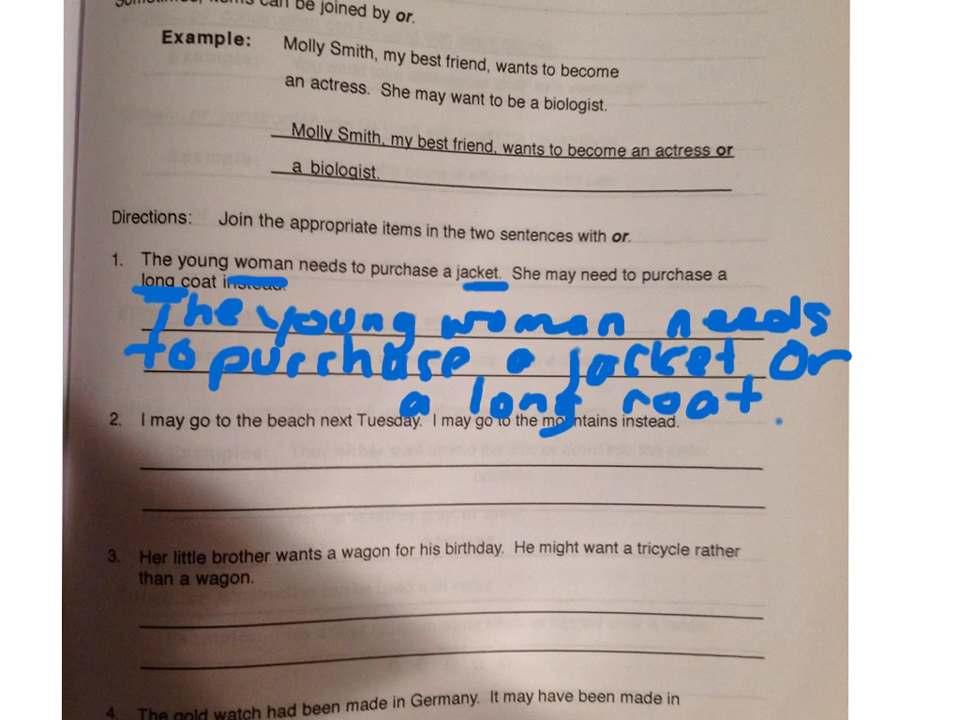 Sometimes, items can be joined by or.
Example: Molly Smith, my best friend, wants to become
an actress. She may want to be a biologist.
Molly Smith, my best friend, wants to become an actress or
a biologist.
Directions: Join the appropriate items in the two sentences with or.
1. The young woman needs to purchase a jacket. She may need to purchase a
long coat instead.
The young woman needs
to purchase a jacket or
a long roat.
2. I may go to the beach next Tuesday. I may go to the mountains instead.
3. Her little brother wants a wagon for his birthday. He might want a tricycle rather
than a wagon.
4. The gold watch had been made in Germany. It may have been made in